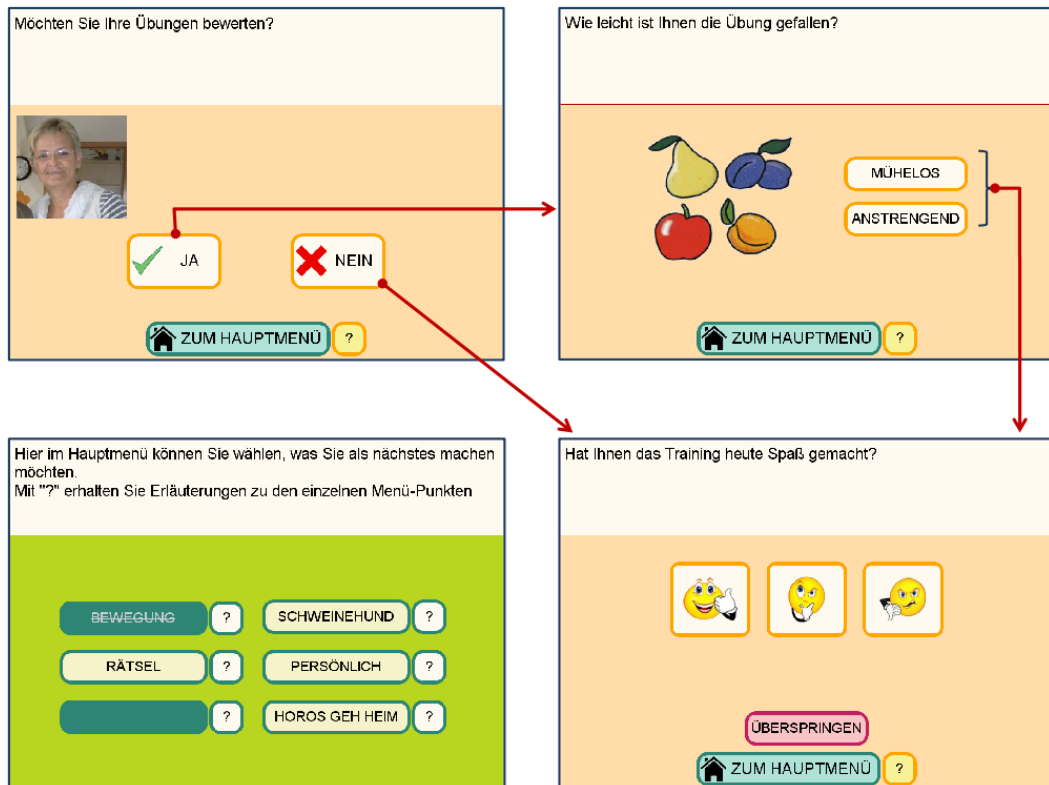 Möchten Sie Ihre Übungen bewerten?
JA
NEIN
ZUM HAUPTMENÜ
?
Wie leicht ist Ihnen die Übung gefallen?
MÜHELOS
ANSTRENGEND
ZUM HAUPTMENÜ
?
Hier im Hauptmenü können Sie wählen, was Sie als nächstes machen
möchten.
Mit "?" erhalten Sie Erläuterungen zu den einzelnen Menü-Punkten
BEWEGUNG
?
SCHWEINEHUND
?
RÄTSEL
?
PERSÖNLICH
?
?
HOROS GEH HEIM
?
Hat Ihnen das Training heute Spaß gemacht?
ÜBERSPRINGEN
ZUM HAUPTMENÜ
?